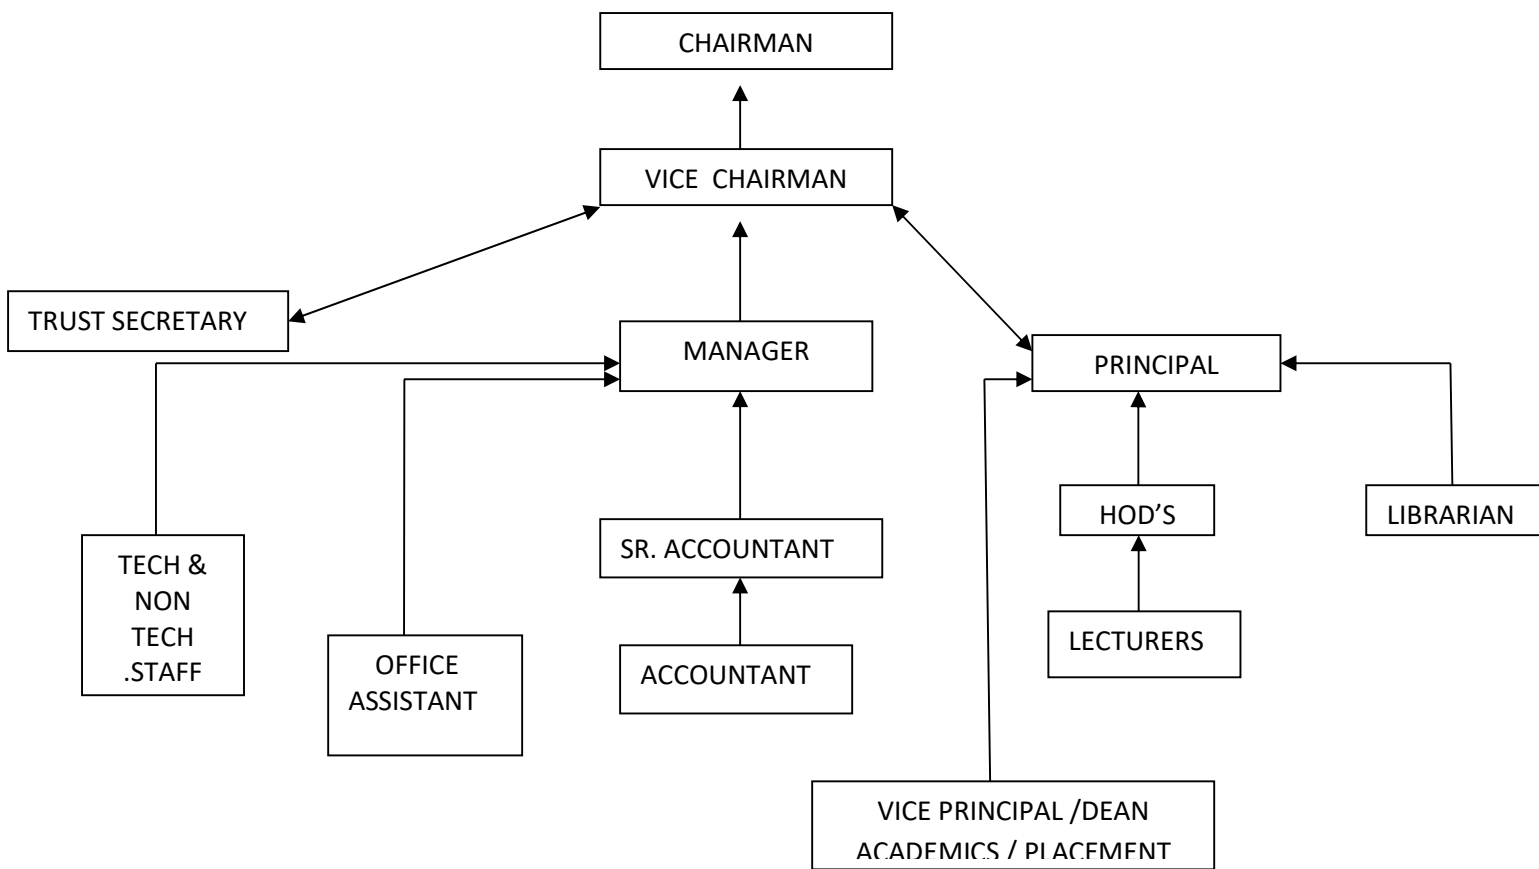 CHAIRMAN
VICE CHAIRMAN
TRUST SECRETARY
MANAGER
PRINCIPAL
HOD’S
LIBRARIAN
SR. ACCOUNTANT
TECH &
NON
TECH
.STAFF
OFFICE
ASSISTANT
ACCOUNTANT
LECTURERS
VICE PRINCIPAL /DEAN
ACADEMICS / PLACEMENT